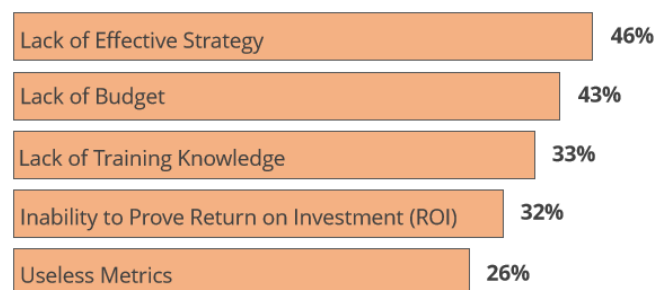 Lack of Effective Strategy 46%
Lack of Budget 43%
Lack of Training Knowledge 33%
Inability to Prove Return on Investment (ROI) 32%
Useless Metrics 26%